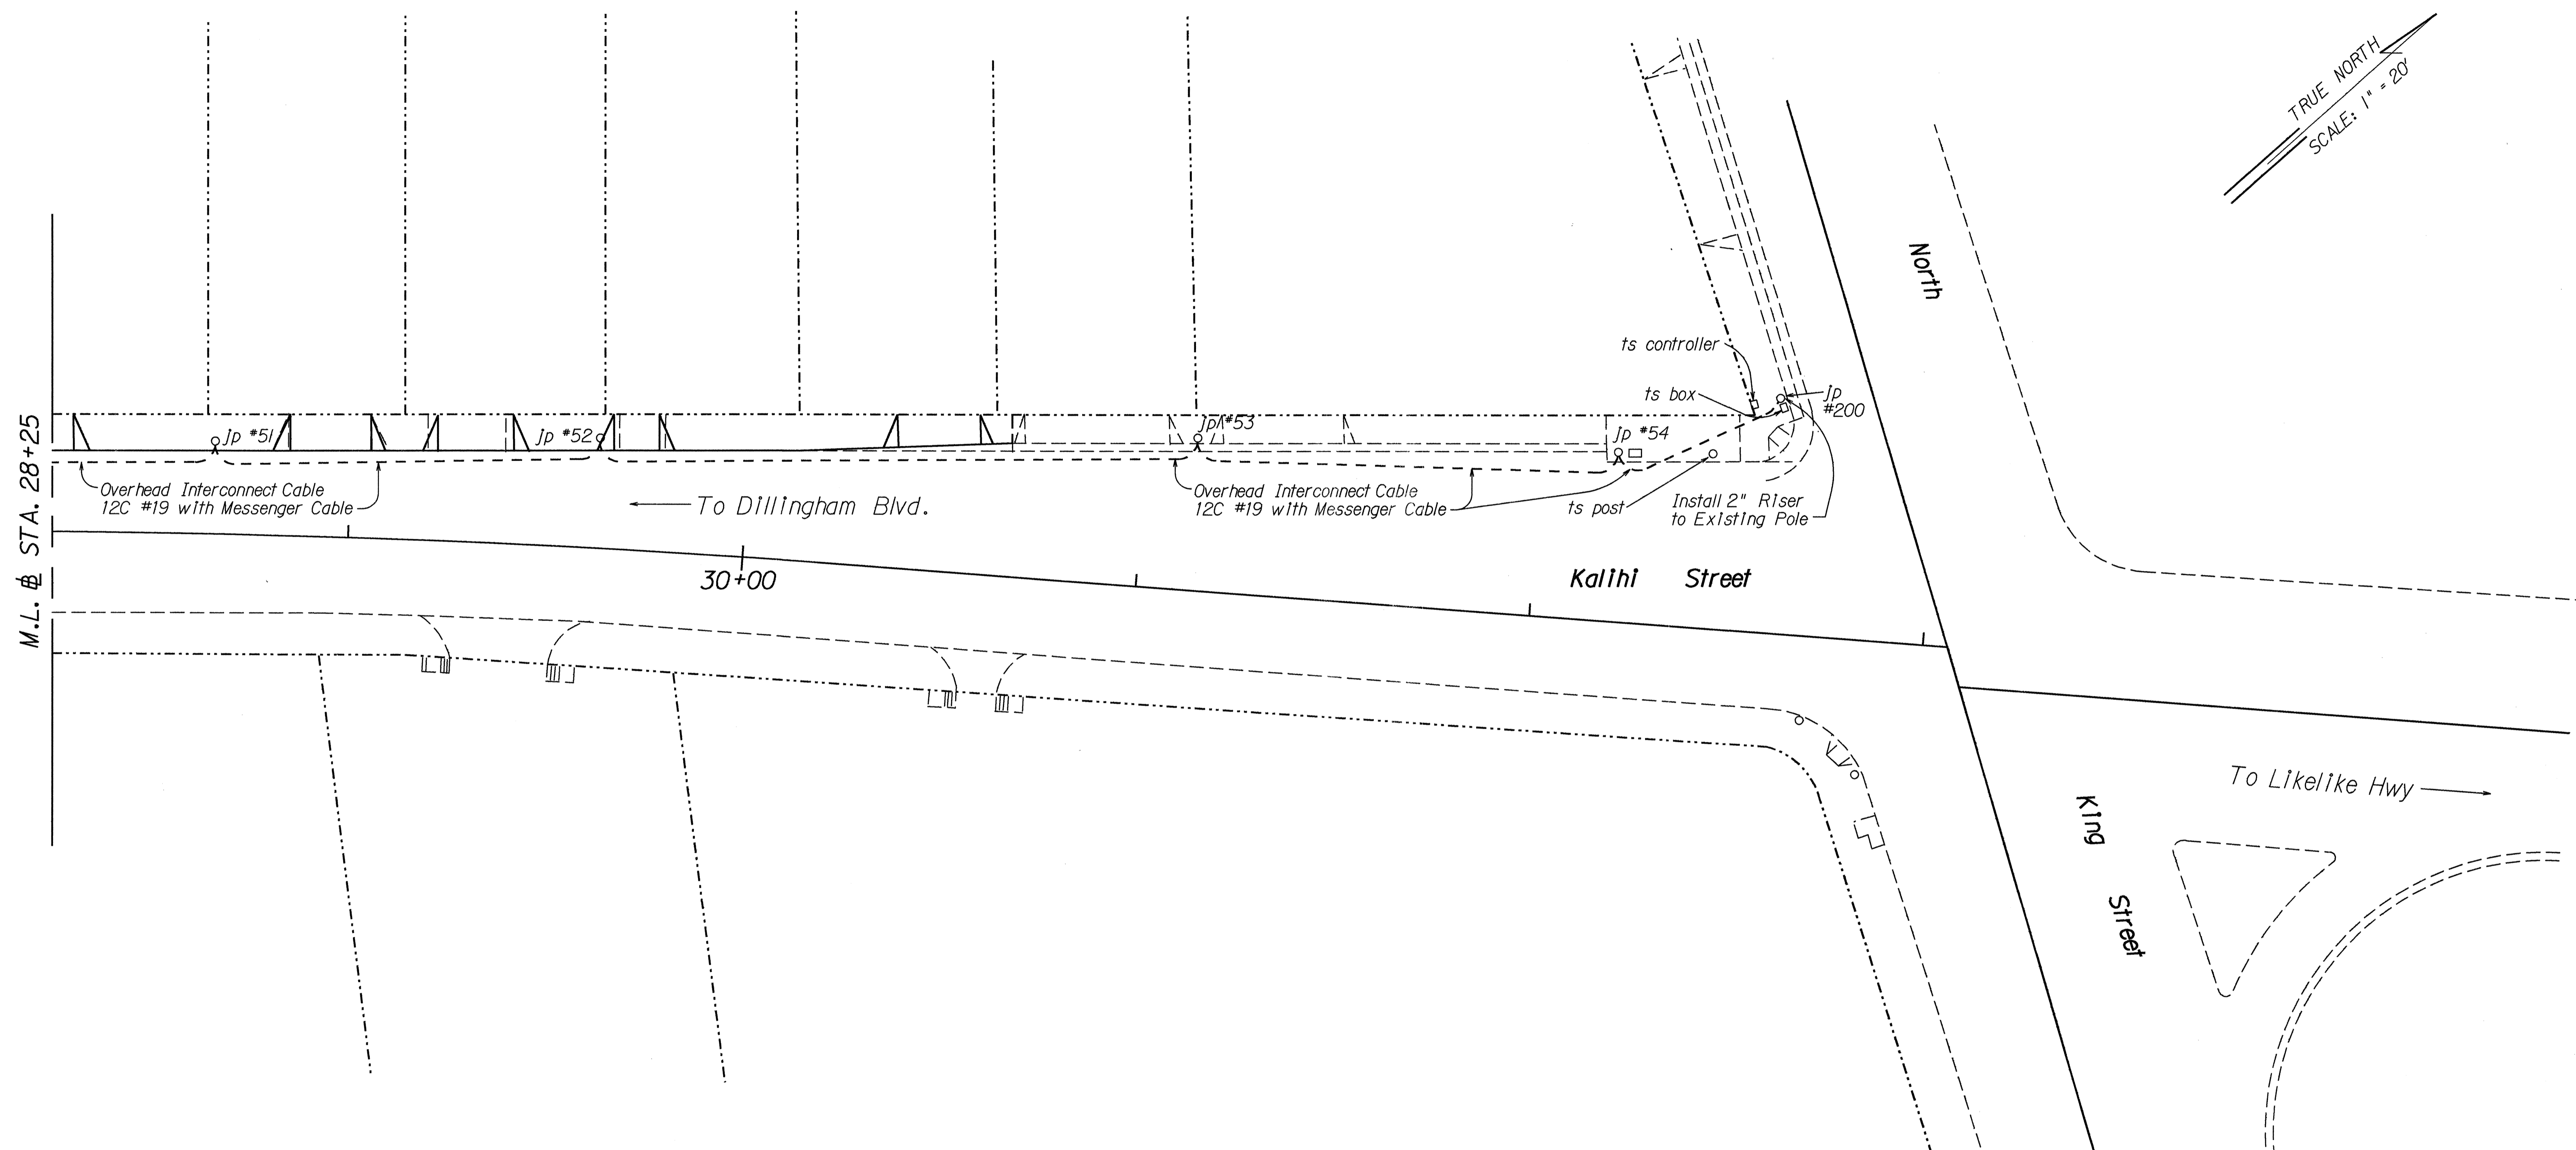 TRUE NORTH
SCALE: 1" = 20'
North
ts controller
ts box
jp
#200
M.L. ⅊ STA. 28+25
jp #51
jp #52
jp #53
jp #54
Overhead Interconnect Cable
12C #19 with Messenger Cable
To Dillingham Blvd.
Overhead Interconnect Cable
12C #19 with Messenger Cable
ts post
Install 2" Riser
to Existing Pole
30+00
Kalihi Street
To Likelike Hwy
King
Street